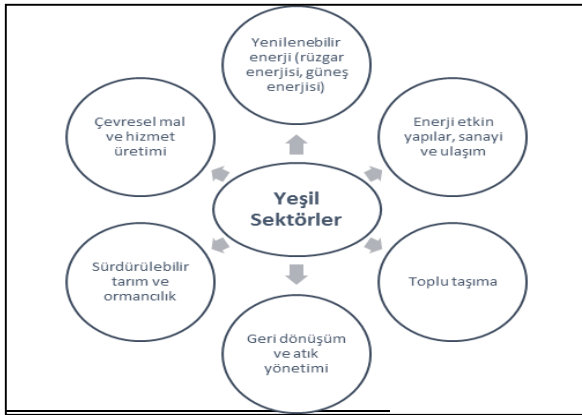 Yenilenebilir
enerji (rüzgar
enerjisi, güneş
enerjisi)
Enerji etkin
yapılar, sanayi
ve ulaşım
Toplu taşıma
Geri dönüşüm
ve atık
yönetimi
Sürdürülebilir
tarım ve
ormancılık
Çevresel mal
ve hizmet
üretimi
Yeşil
Sektörler